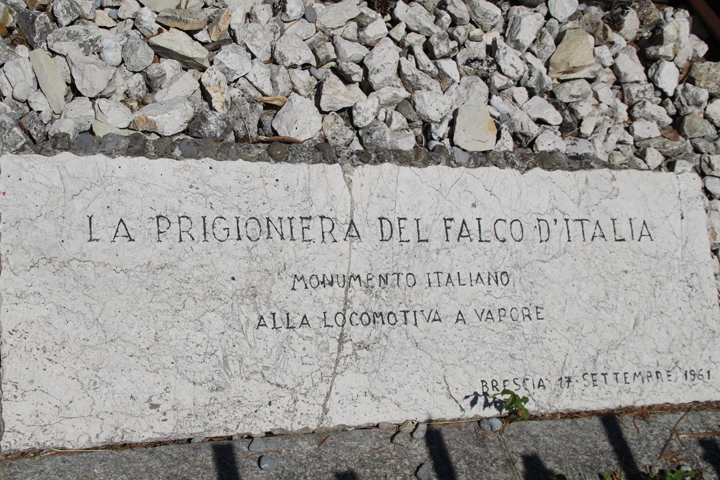 LA PRIGIONIERA DEL FALCO D'ITALIA
MONUMENTO ITALIANO
ALLA LOCOMOTIVA A VAPORE
BRESCIA 17·SETTEMBRE 1961